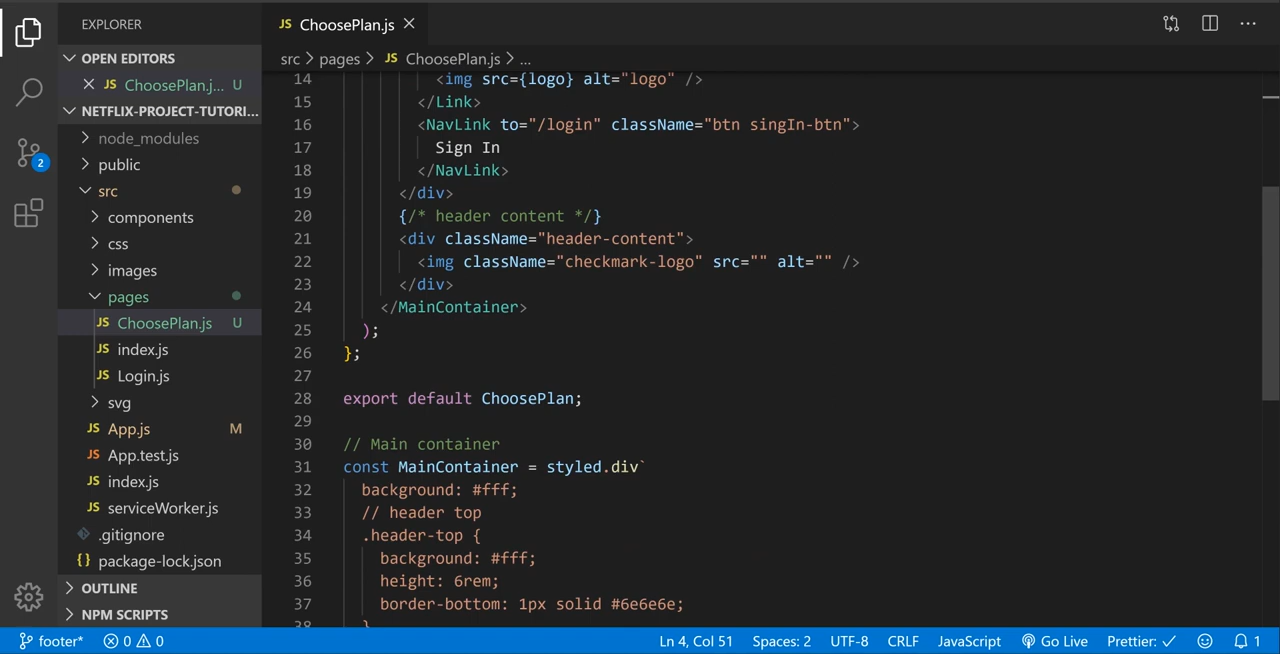 EXPLORER
OPEN EDITORS
JS ChoosePlan.j... U
NETFLIX-PROJECT-TUTORI...
node_modules
public
src
components
css
images
pages
JS ChoosePlan.js U
JS index.js
JS Login.js
svg
JS App.js M
JS App.test.js
JS index.js
JS serviceWorker.js
.gitignore
{} package-lock.json
OUTLINE
NPM SCRIPTS
2
JS ChoosePlan.js
src > pages > JS ChoosePlan.js > ...
14 <img src={logo} alt="logo" />
15 </Link>
16 <NavLink to="/login" className="btn singIn-btn">
17 Sign In
18 </NavLink>
19 </div>
20 {/* header content */}
21 <div className="header-content">
22 <img className="checkmark-logo" src="" alt="" />
23 </div>
24 </MainContainer>
25 );
26 };
27
28 export default ChoosePlan;
29
30 // Main container
31 const MainContainer = styled.div`
32 background: #fff;
33 // header top
34 .header-top {
35 background: #fff;
36 height: 6rem;
37 border-bottom: 1px solid #6e6e6e;
38 }
footer* 0 0 Ln 4, Col 51 Spaces: 2 UTF-8 CRLF JavaScript Go Live Prettier: ✓ 1